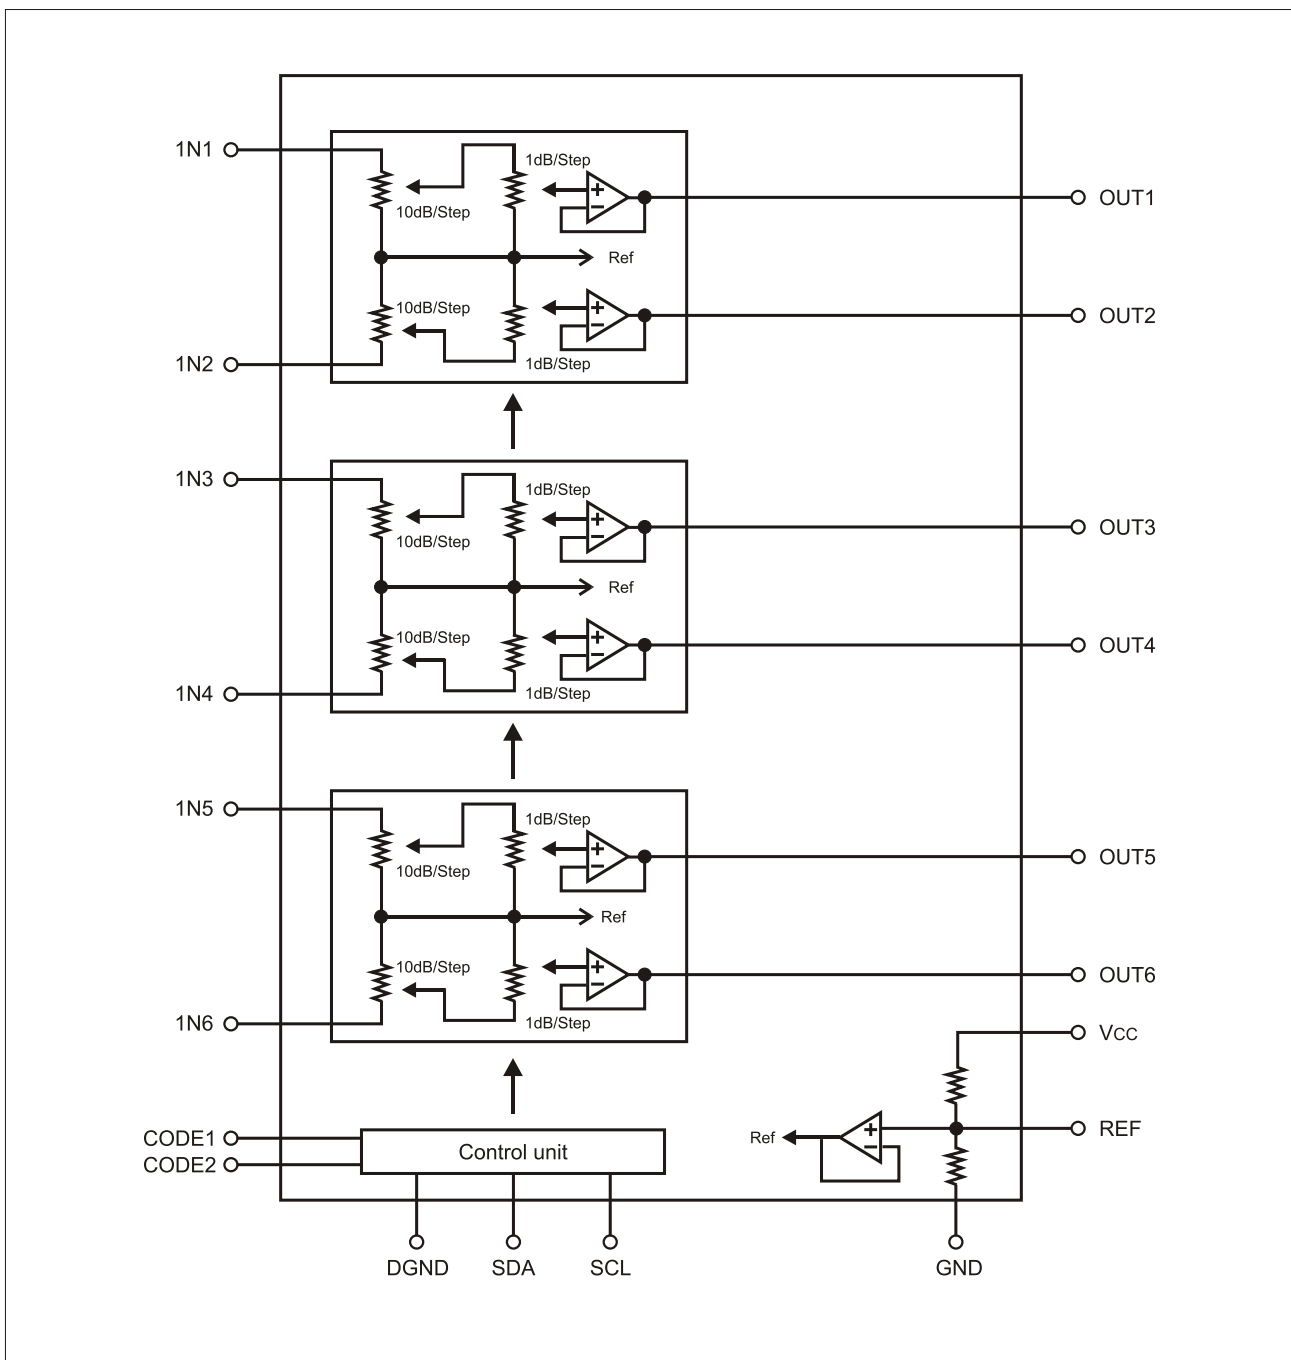 1N1
1dB/Step
10dB/Step
OUT1
Ref
10dB/Step
OUT2
1N2
1dB/Step
1N3
1dB/Step
10dB/Step
OUT3
Ref
10dB/Step
OUT4
1N4
1dB/Step
1N5
1dB/Step
10dB/Step
OUT5
Ref
10dB/Step
OUT6
1N6
1dB/Step
VCC
CODE1
CODE2
Control unit
Ref
REF
DGND
SDA
SCL
GND